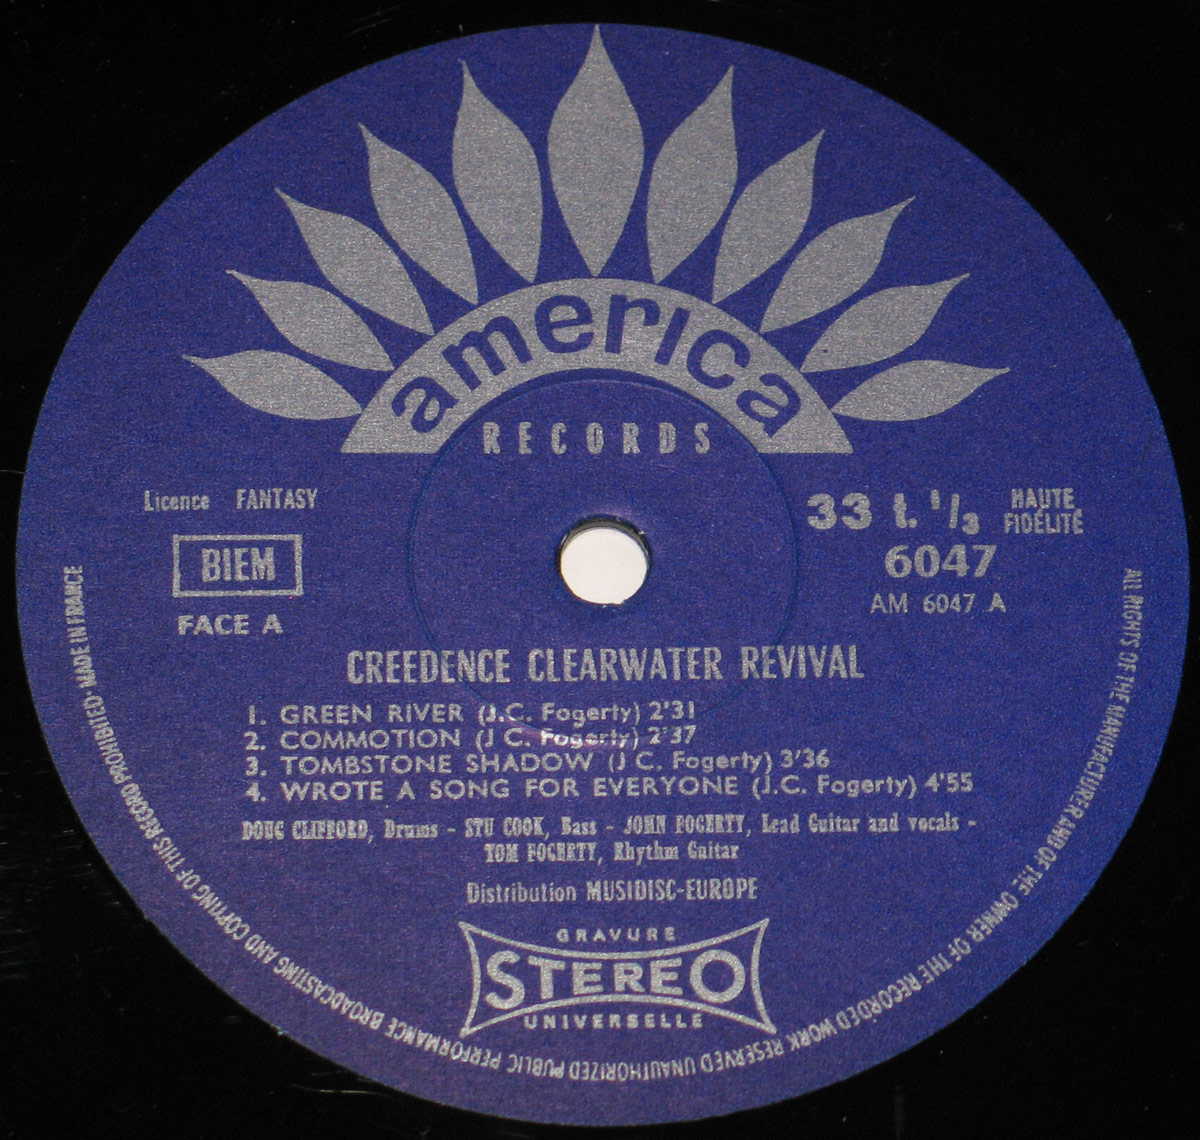 america
RECORDS
Licence FANTASY
BIEM
FACE A
33 t. 1/3
HAUTE
FIDÉLITÉ
6047
AM 6047 A
CREEDENCE CLEARWATER REVIVAL
1. GREEN RIVER (J.C. Fogerty) 2'31
2. COMMOTION (J C. Fogerty) 2'37
3. TOMBSTONE SHADOW (J C. Fogerty) 3'36
4. WROTE A SONG FOR EVERYONE (J.C. Fogerty) 4'55
DOUG CLIFFORD, Drums - STU COOK, Bass - JOHN FOGERTY, Lead Guitar and vocals -
TOM FOGERTY, Rhythm Guitar
Distribution MUSIDISC-EUROPE
GRAVURE
STEREO
UNIVERSELLE
ALL RIGHTS OF THE MANUFACTURER AND OF THE OWNER OF THE RECORDED WORK RESERVED UNAUTHORIZED PUBLIC PERFORMANCE BROADCASTING AND COPYING OF THIS RECORD PROHIBITED - MADE IN FRANCE